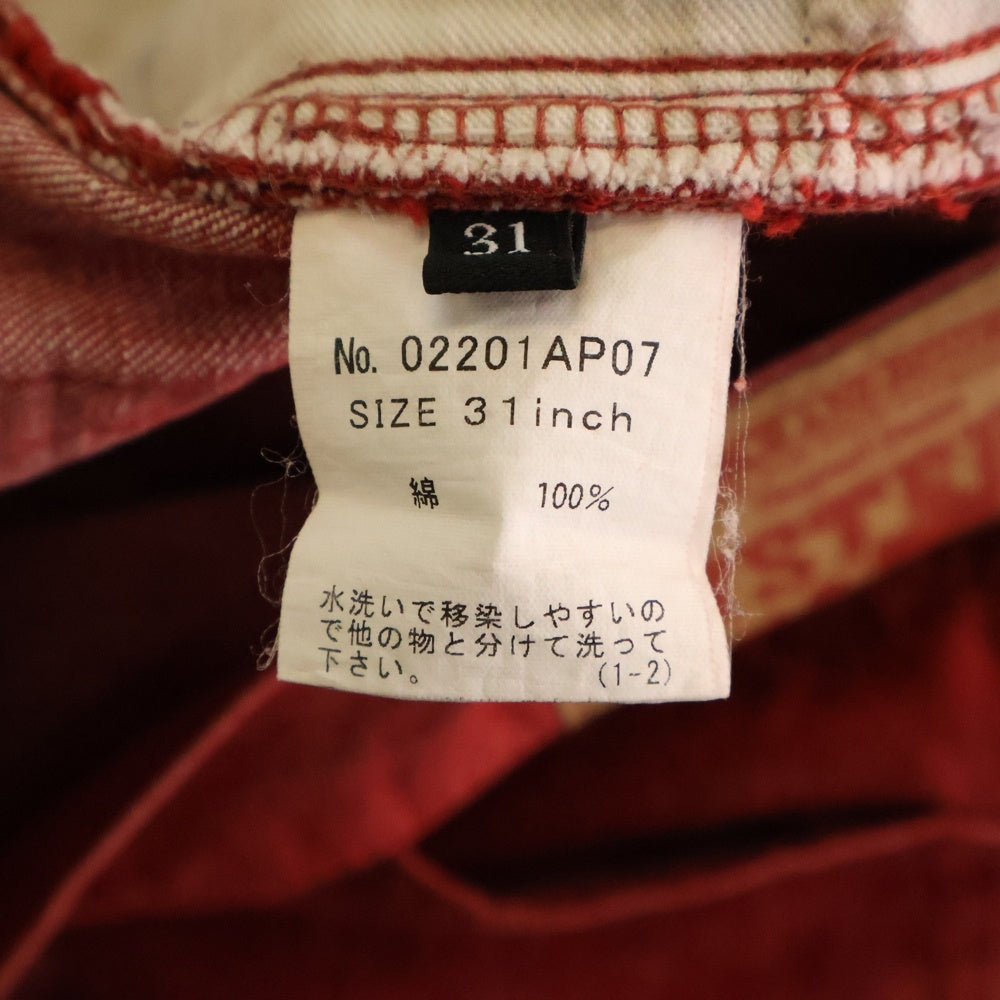 31
No. 02201AP07
SIZE 31inch
綿 100%
水洗いで移染しやすいの
で他の物と分けて洗って
下さい。 (1-2)